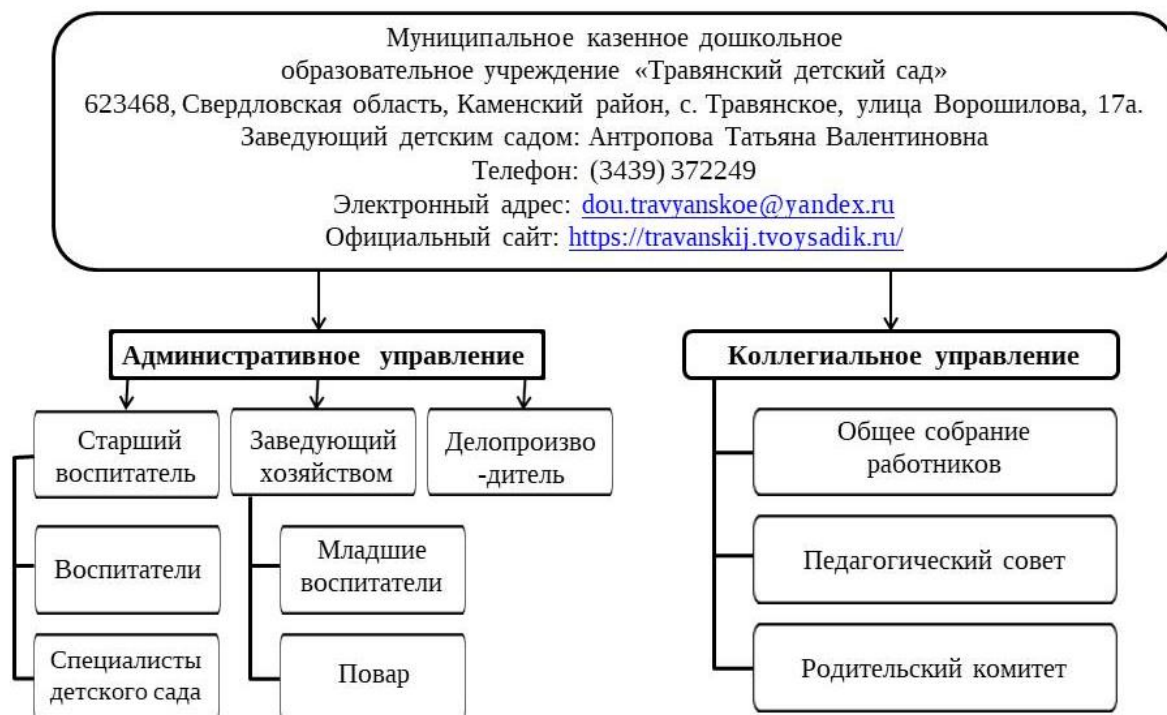 Муниципальное казенное дошкольное
образовательное учреждение «Травянский детский сад»
623468, Свердловская область, Каменский район, с. Травянское, улица Ворошилова, 17а.
Заведующий детским садом: Антропова Татьяна Валентиновна
Телефон: (3439) 372249
Электронный адрес: dou.travyanskoe@yandex.ru
Официальный сайт: https://travanskij.tvoysadik.ru/
Административное управление
Коллегиальное управление
Старший
воспитатель
Заведующий
хозяйством
Делопроизво
-дитель
Воспитатели
Младшие
воспитатели
Специалисты
детского сада
Повар
Общее собрание
работников
Педагогический совет
Родительский комитет